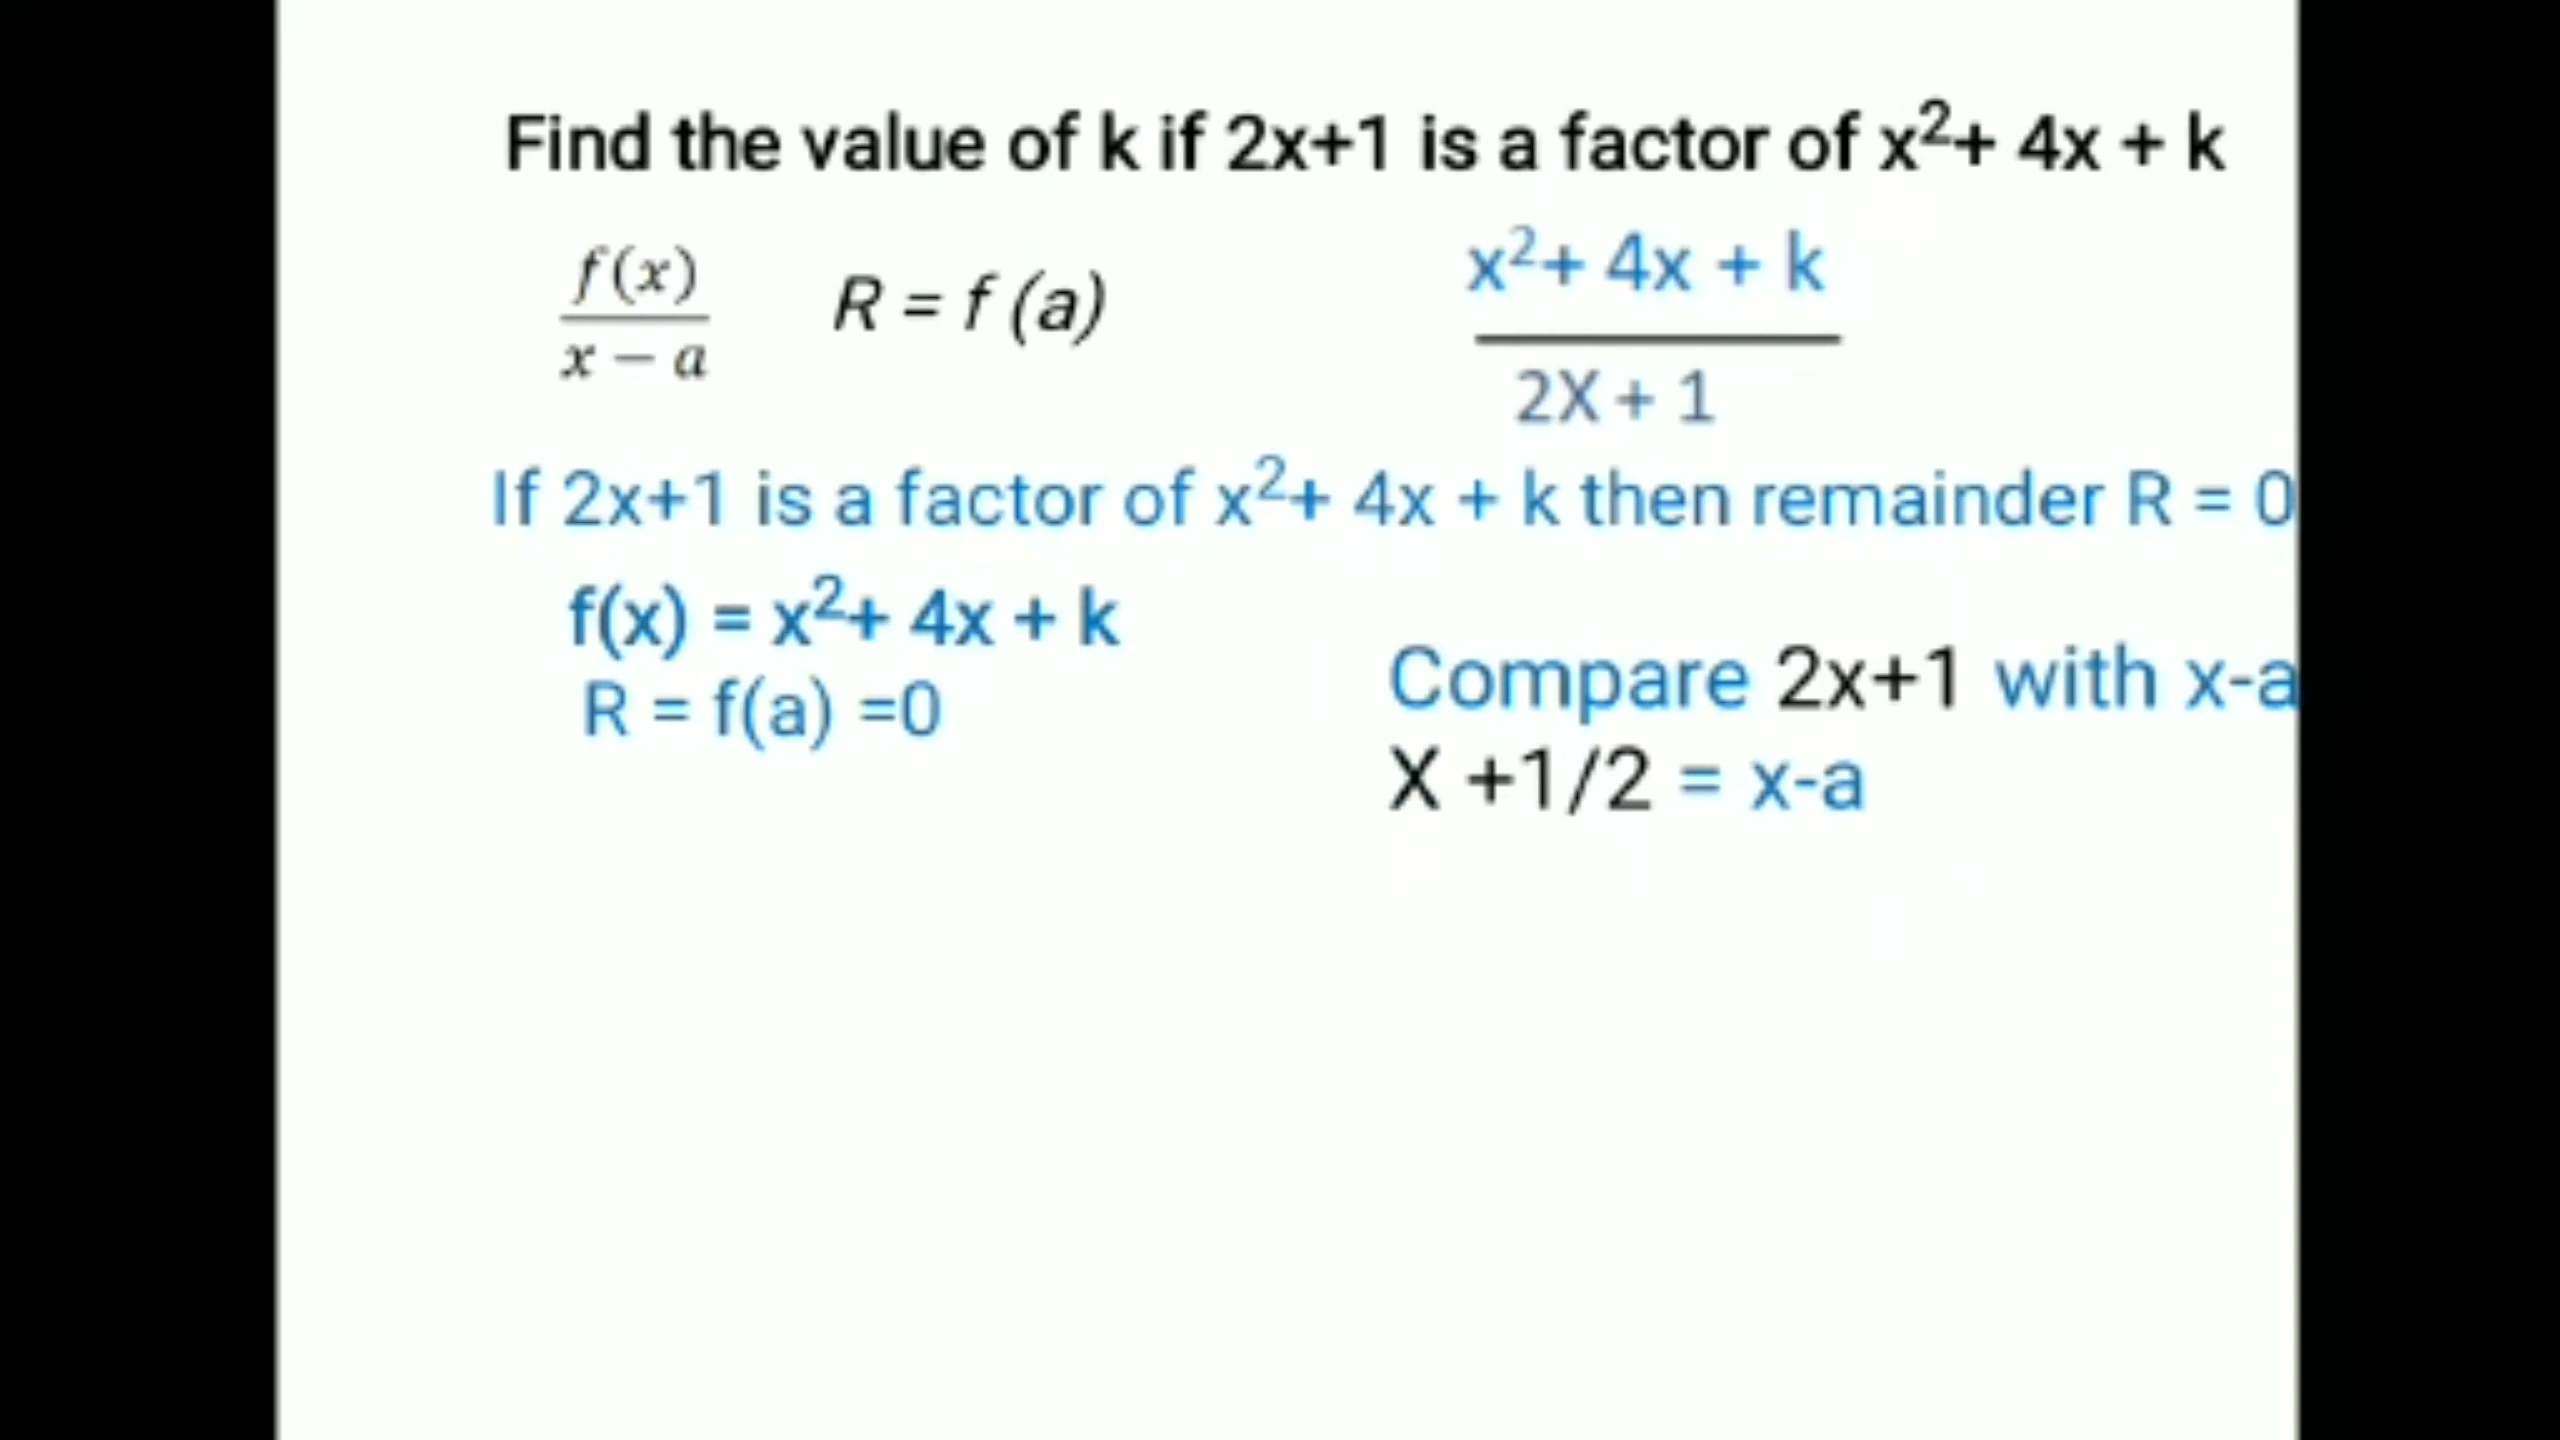 Find the value of k if 2x+1 is a factor of x²+ 4x + k
f(x)
x − a
R = f (a)
x²+ 4x + k
2X + 1
If 2x+1 is a factor of x²+ 4x + k then remainder R = 0
f(x) = x²+ 4x + k
R = f(a) =0
Compare 2x+1 with x-a
X +1/2 = x-a